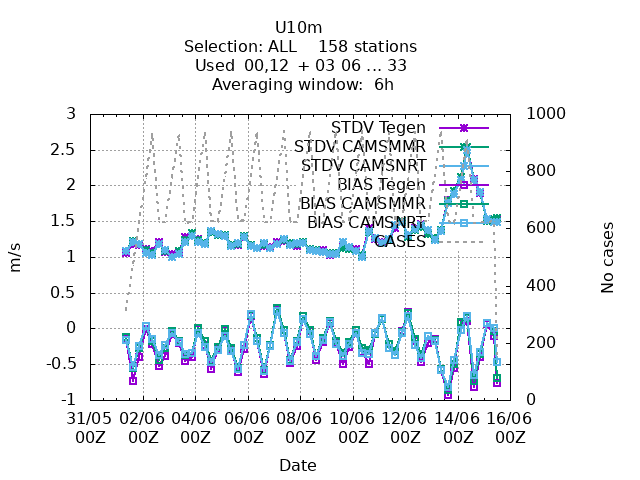 U10m
Selection: ALL    158 stations
Used  00,12  + 03 06 ... 33
Averaging window:  6h
3
2.5
2
1.5
1
0.5
0
-0.5
-1
m/s
1000
800
600
400
200
0
No cases
STDV Tegen
STDV CAMSMMR
STDV CAMSNRT
BIAS Tegen
BIAS CAMSMMR
BIAS CAMSNRT
CASES
31/05 02/06 04/06 06/06 08/06 10/06 12/06 14/06 16/06
00Z 00Z 00Z 00Z 00Z 00Z 00Z 00Z 00Z
Date